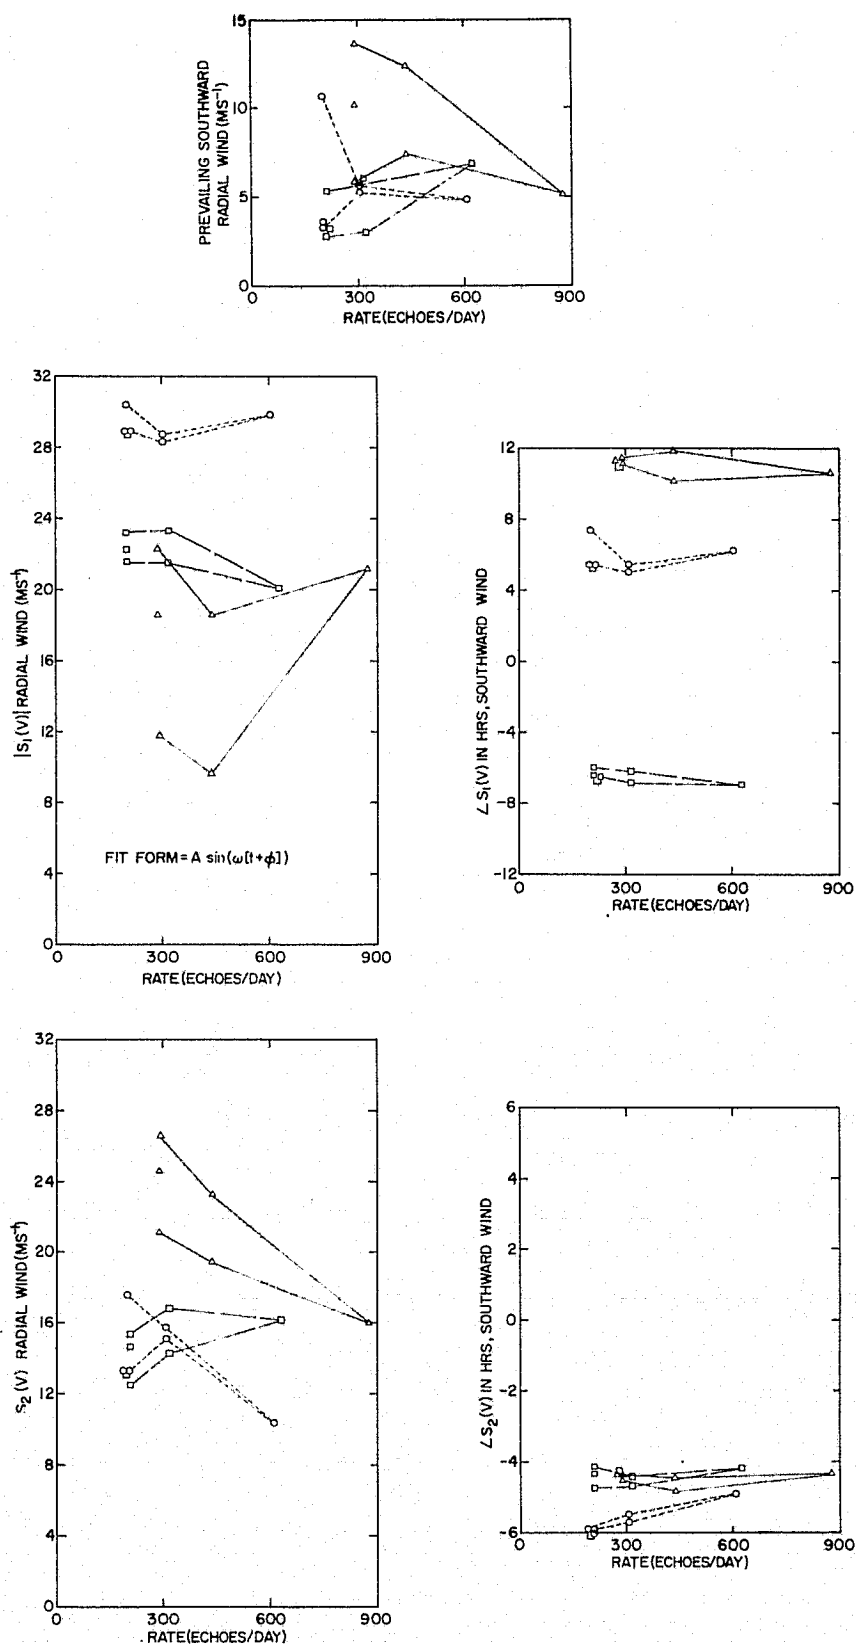 PREVAILING SOUTHWARD
RADIAL WIND (MS⁻¹)
15
10
5
0
0 300 600 900
RATE(ECHOES/DAY)
|S₁(V)| RADIAL WIND (MS⁻¹)
32
28
24
20
16
12
8
4
0
FIT FORM = A sin(ω[t+ϕ])
0 300 600 900
RATE(ECHOES/DAY)
∠S₁(V) IN HRS, SOUTHWARD WIND
12
8
4
0
-4
-8
-12
0 300 600 900
RATE(ECHOES/DAY)
S₂(V) RADIAL WIND(MS⁻¹)
32
28
24
20
16
12
8
4
0
0 300 600 900
RATE(ECHOES/DAY)
∠S₂(V) IN HRS, SOUTHWARD WIND
6
4
2
0
-2
-4
-6
0 300 600 900
RATE(ECHOES/DAY)